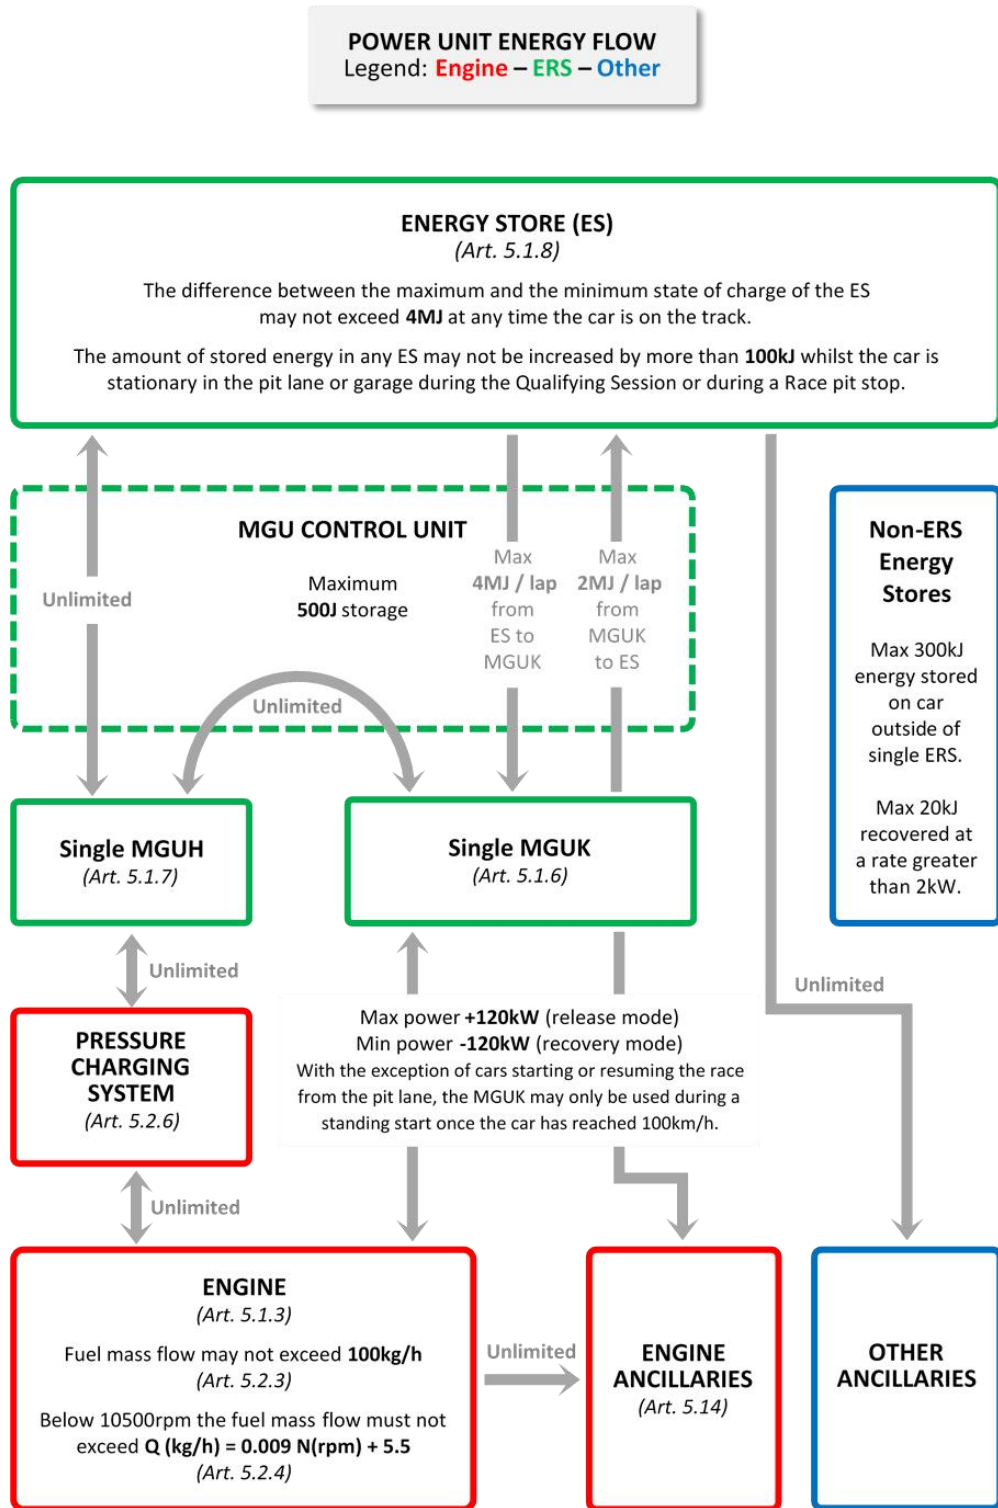 POWER UNIT ENERGY FLOW
Legend: Engine – ERS – Other
ENERGY STORE (ES)
(Art. 5.1.8)
The difference between the maximum and the minimum state of charge of the ES
may not exceed 4MJ at any time the car is on the track.
The amount of stored energy in any ES may not be increased by more than 100kJ whilst the car is
stationary in the pit lane or garage during the Qualifying Session or during a Race pit stop.
MGU CONTROL UNIT
Maximum
500J storage
Unlimited
Max
4MJ / lap
from
ES to
MGUK
Max
2MJ / lap
from
MGUK
to ES
Unlimited
Non-ERS
Energy
Stores
Max 300kJ
energy stored
on car
outside of
single ERS.
Max 20kJ
recovered at
a rate greater
than 2kW.
Single MGUH
(Art. 5.1.7)
Single MGUK
(Art. 5.1.6)
Unlimited
Unlimited
PRESSURE
CHARGING
SYSTEM
(Art. 5.2.6)
Max power +120kW (release mode)
Min power -120kW (recovery mode)
With the exception of cars starting or resuming the race
from the pit lane, the MGUK may only be used during a
standing start once the car has reached 100km/h.
Unlimited
ENGINE
(Art. 5.1.3)
Fuel mass flow may not exceed 100kg/h
(Art. 5.2.3)
Below 10500rpm the fuel mass flow must not
exceed Q (kg/h) = 0.009 N(rpm) + 5.5
(Art. 5.2.4)
Unlimited
ENGINE
ANCILLARIES
(Art. 5.14)
OTHER
ANCILLARIES